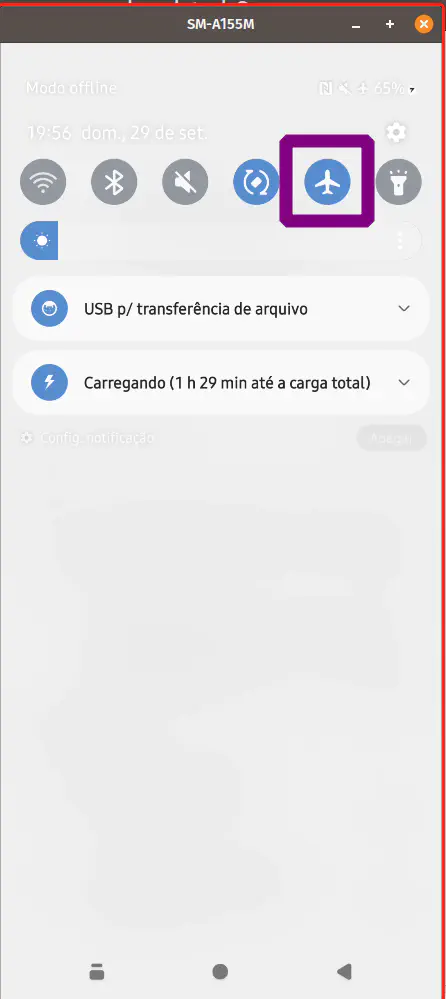 SM-A155M
Modo offline 65%
19:56 dom., 29 de set.
USB p/ transferência de arquivo
Carregando (1 h 29 min até a carga total)
Config. notificação Apagar